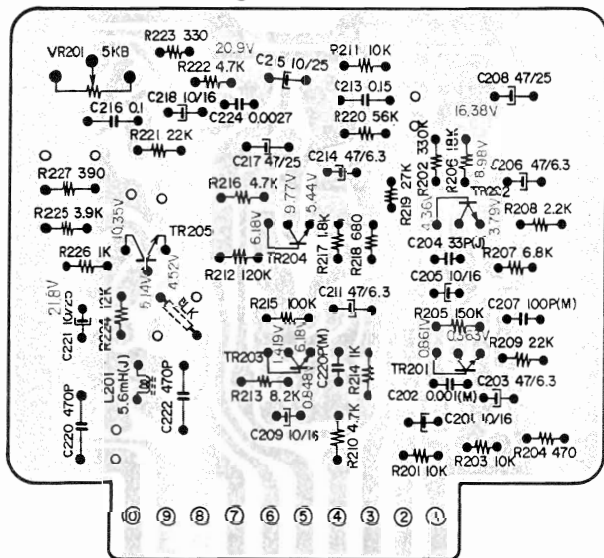 R223 330
VR201 5KB
20.9V
R222 4.7K
C215 10/25
R211 10K
C208 47/25
C213 0.15
C218 10/16
C216 0.1
C224 0.0027
16.38V
R220 56K
R221 22K
R202 330K
R206 18K
8.98V
C217 47/25
C214 47/6.3
C206 47/6.3
R227 390
R216 4.7K
R219 27K
TR202
R225 3.9K
10.35V
TR205
6.18V
9.77V
5.44V
TR204
R217 1.8K
R218 680
4.36V
3.79V
R208 2.2K
C204 33P(J)
R226 1K
R212 120K
R207 6.8K
5.14V
4.52V
C205 10/16
21.8V
C221 10/25
R224 12K
C211 47/6.3
R215 100K
R205 150K
C207 100P(M)
0.661V
0.563V
TR203
1.419V
6.18V
0.848V
C220P(M)
R214 1K
TR201
R209 22K
L201
5.6mH(J)
C222 470P
C220 470P
R213 8.2K
C202 0.001(M)
C203 47/6.3
C209 10/16
R210 4.7K
C201 10/16
R201 10K
R203 10K
R204 470
10 9 8 7 6 5 4 3 2 1